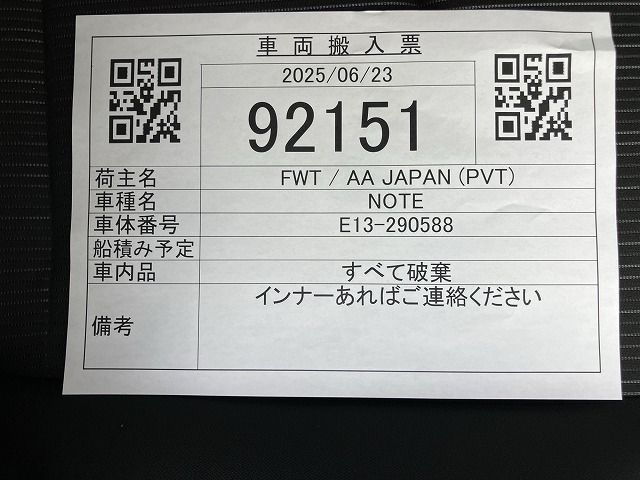 車両搬入票
2025/06/23
92151
荷主名 FWT / AA JAPAN (PVT)
車種名 NOTE
車体番号 E13-290588
船積み予定
車内品 すべて破棄
備考 インナーあればご連絡ください